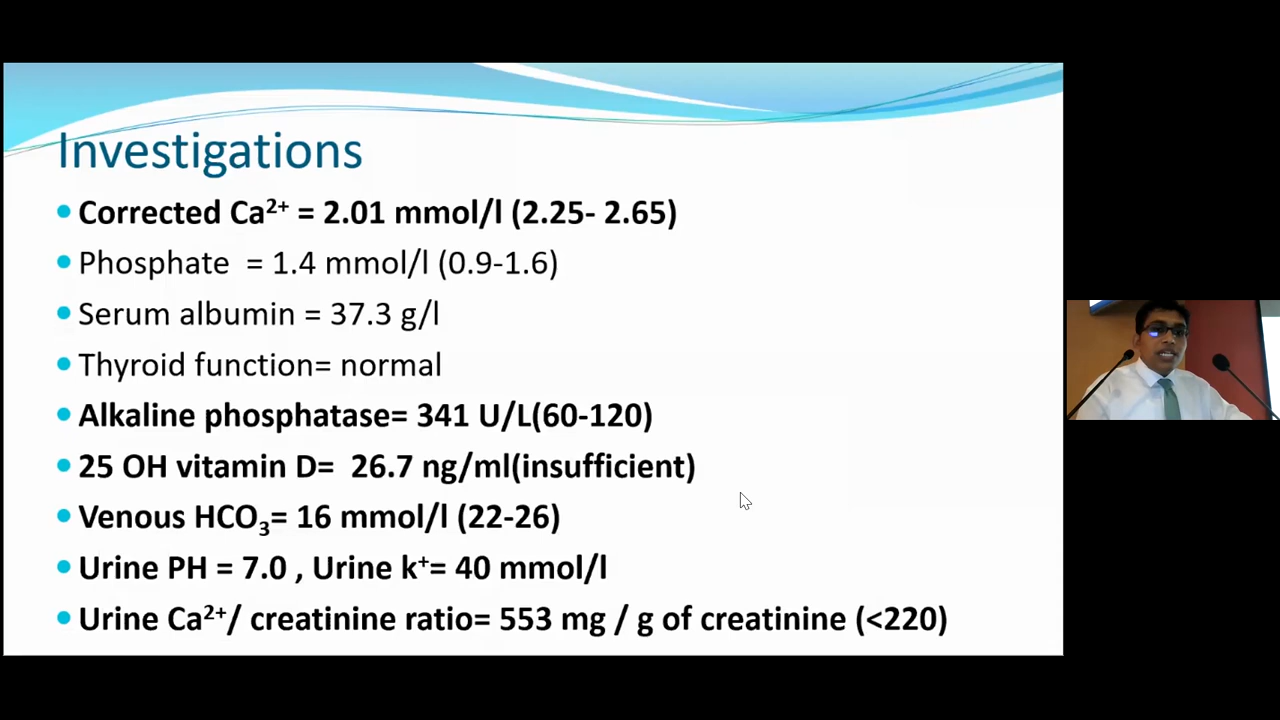 Investigations
Corrected Ca²⁺ = 2.01 mmol/l (2.25- 2.65)
Phosphate = 1.4 mmol/l (0.9-1.6)
Serum albumin = 37.3 g/l
Thyroid function= normal
Alkaline phosphatase= 341 U/L(60-120)
25 OH vitamin D= 26.7 ng/ml(insufficient)
Venous HCO₃= 16 mmol/l (22-26)
Urine PH = 7.0 , Urine k⁺= 40 mmol/l
Urine Ca²⁺/ creatinine ratio= 553 mg / g of creatinine (<220)